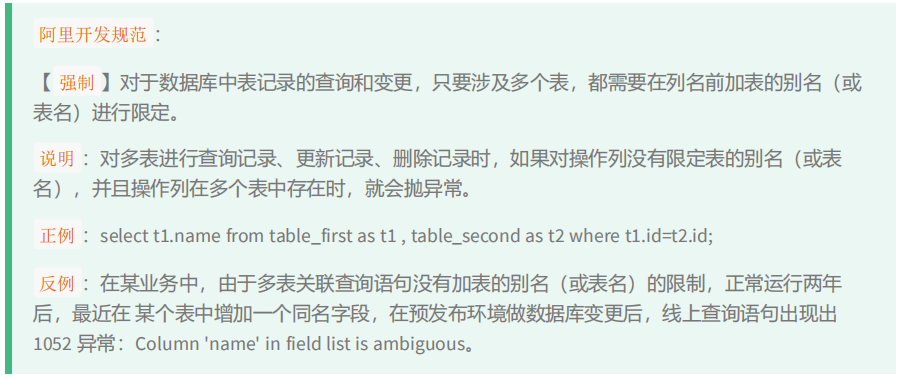 阿里开发规范：
【强制】对于数据库中表记录的查询和变更，只要涉及多个表，都需要在列名前加表的别名（或
表名）进行限定。
说明：对多表进行查询记录、更新记录、删除记录时，如果对操作列没有限定表的别名（或表
名），并且操作列在多个表中存在时，就会抛异常。
正例：select t1.name from table_first as t1 , table_second as t2 where t1.id=t2.id;
反例：在某业务中，由于多表关联查询语句没有加表的别名（或表名）的限制，正常运行两年
后，最近在 某个表中增加一个同名字段，在预发布环境做数据库变更后，线上查询语句出现出
1052 异常：Column 'name' in field list is ambiguous。